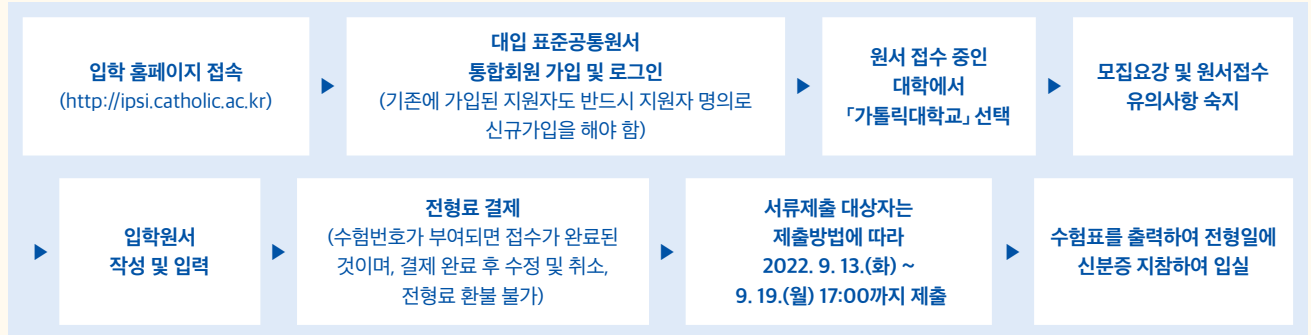 입학 홈페이지 접속
(http://ipsi.catholic.ac.kr)
▶
대입 표준공통원서
통합회원 가입 및 로그인
(기존에 가입된 지원자도 반드시 지원자 명의로
신규가입을 해야 함)
▶
원서 접수 중인
대학에서
「가톨릭대학교」 선택
▶
모집요강 및 원서접수
유의사항 숙지
▶
입학원서
작성 및 입력
▶
전형료 결제
(수험번호가 부여되면 접수가 완료된
것이며, 결제 완료 후 수정 및 취소,
전형료 환불 불가)
▶
서류제출 대상자는
제출방법에 따라
2022. 9. 13.(화) ~
9. 19.(월) 17:00까지 제출
▶
수험표를 출력하여 전형일에
신분증 지참하여 입실